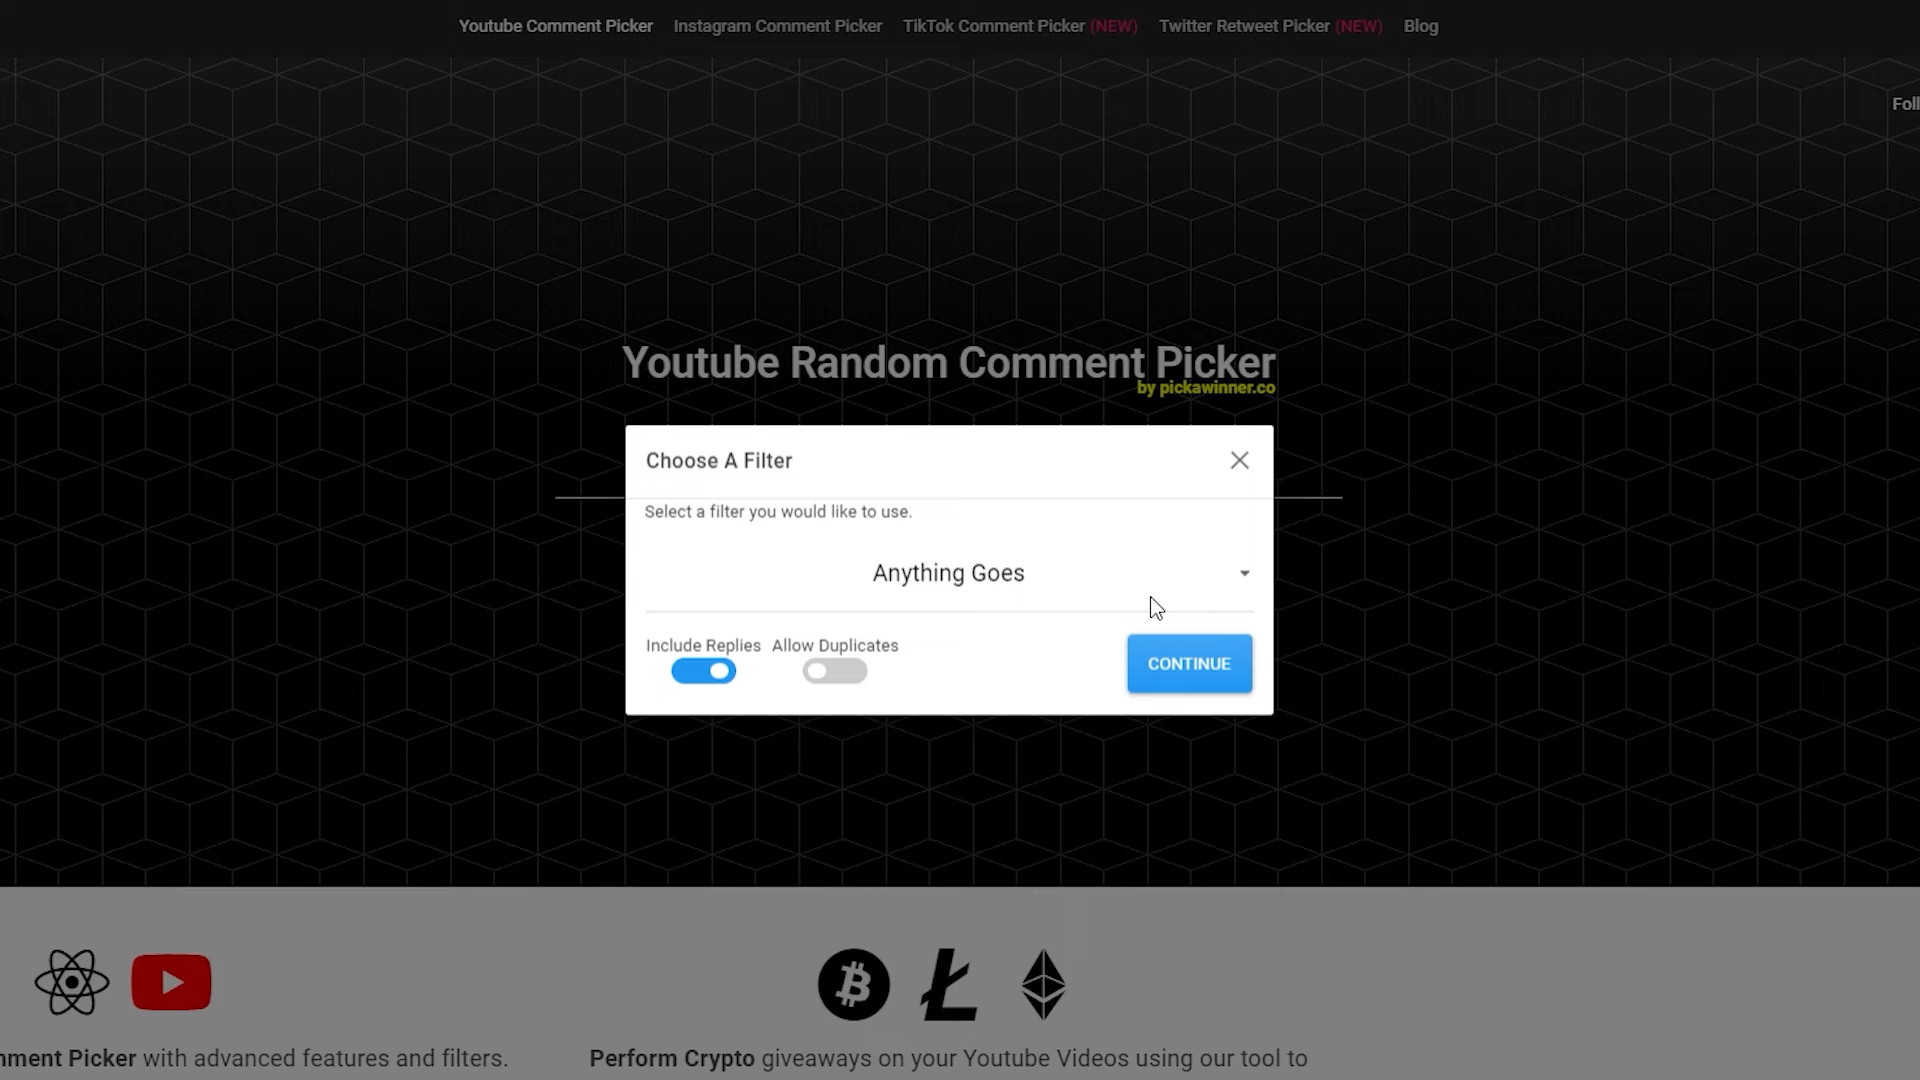 Youtube Comment Picker Instagram Comment Picker TikTok Comment Picker (NEW) Twitter Retweet Picker (NEW) Blog
Foll
Youtube Random Comment Picker
by pickawinner.co
Choose A Filter
Select a filter you would like to use.
Anything Goes
Include Replies Allow Duplicates
CONTINUE
mment Picker with advanced features and filters.
Perform Crypto giveaways on your Youtube Videos using our tool to